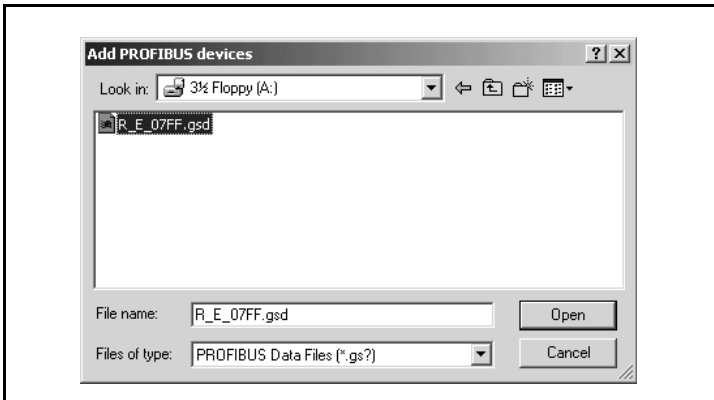 Add PROFIBUS devices
Look in: 3½ Floppy (A:)
R_E_07FF.gsd
File name: R_E_07FF.gsd Open
Files of type: PROFIBUS Data Files (*.gs?) Cancel